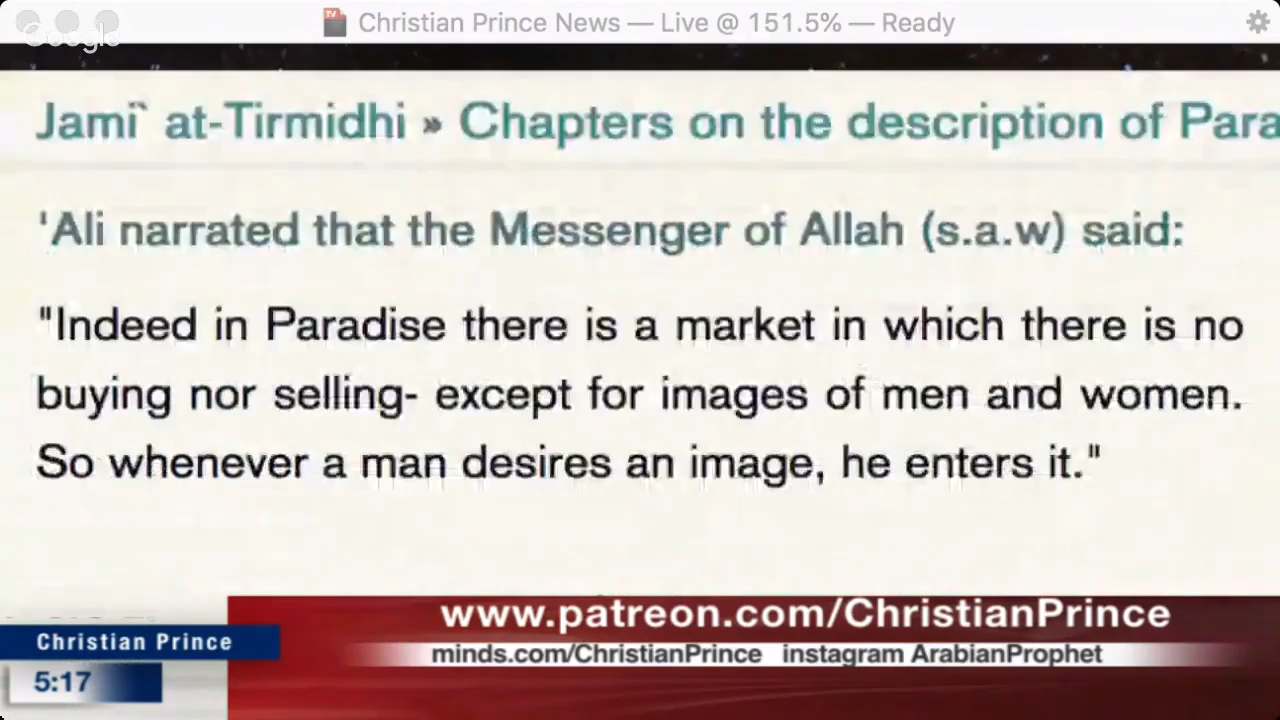 Christian Prince News — Live @ 151.5% — Ready
Google
Jami` at-Tirmidhi » Chapters on the description of Para
'Ali narrated that the Messenger of Allah (s.a.w) said:
"Indeed in Paradise there is a market in which there is no
buying nor selling- except for images of men and women.
So whenever a man desires an image, he enters it."
www.patreon.com/ChristianPrince
Christian Prince
minds.com/ChristianPrince instagram ArabianProphet
5:17